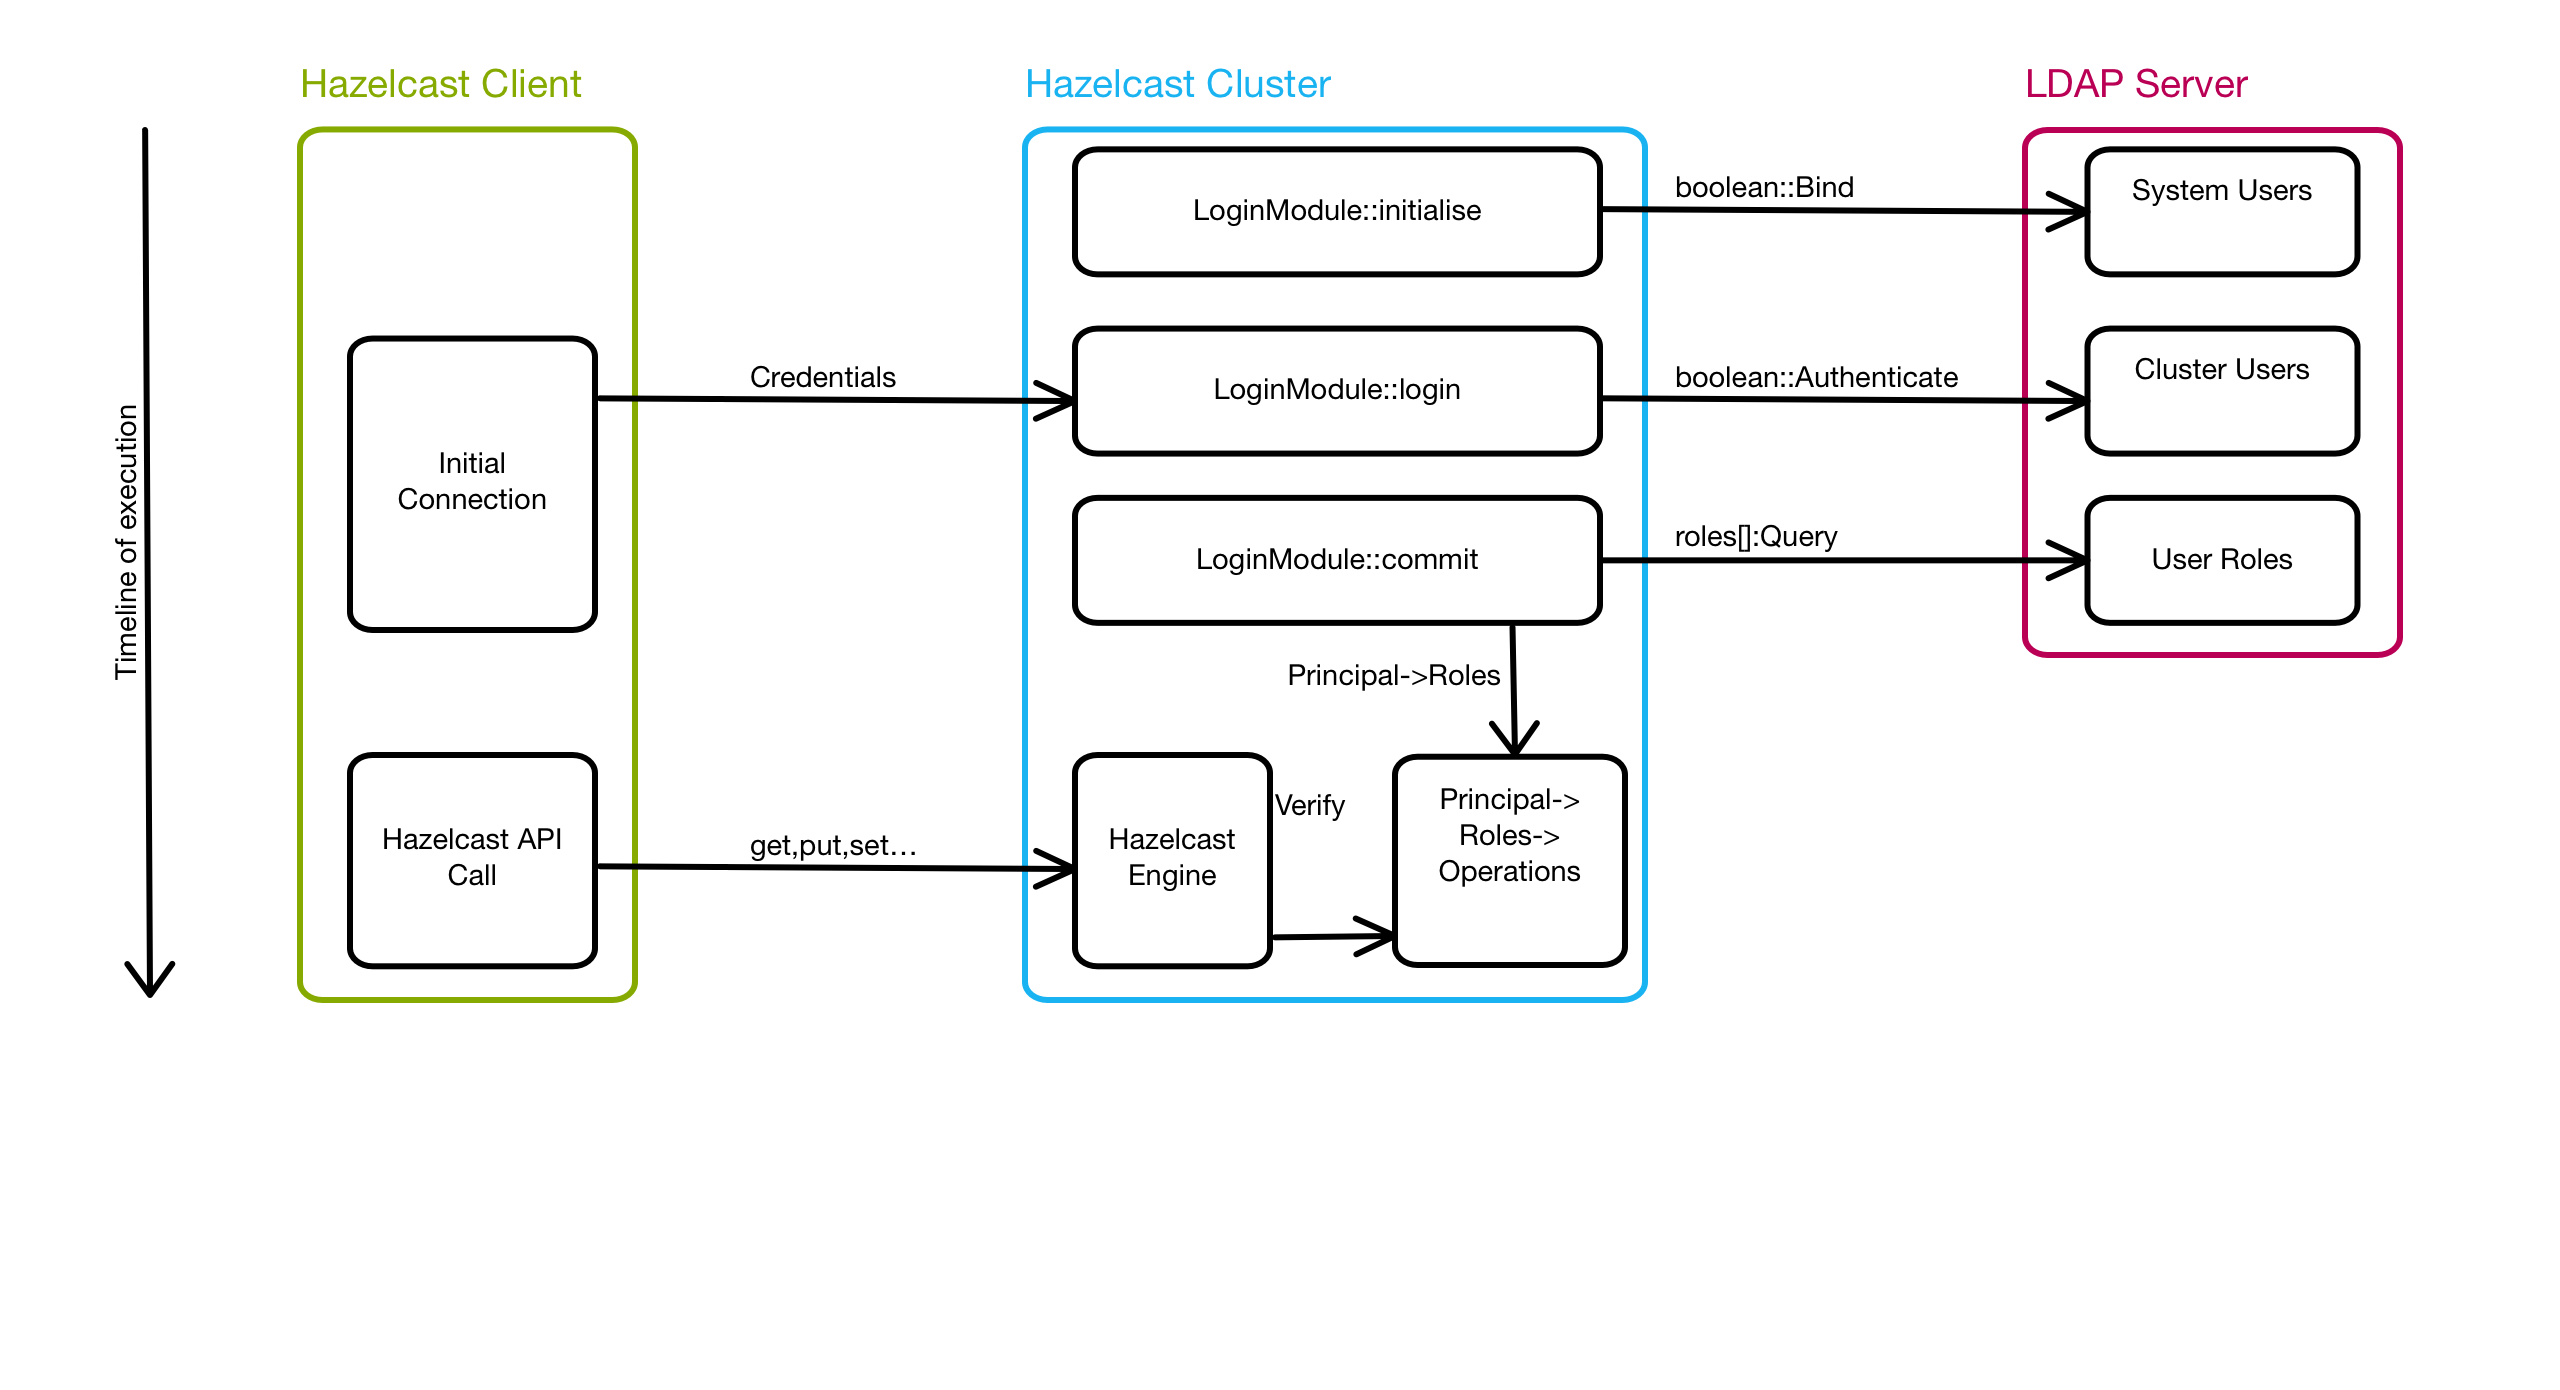 Hazelcast Client
Hazelcast Cluster
LDAP Server
Timeline of execution
LoginModule::initialise
boolean::Bind
System Users
Initial
Connection
Credentials
LoginModule::login
boolean::Authenticate
Cluster Users
LoginModule::commit
roles[]:Query
User Roles
Principal->Roles
Hazelcast API
Call
get,put,set...
Hazelcast
Engine
Verify
Principal->
Roles->
Operations